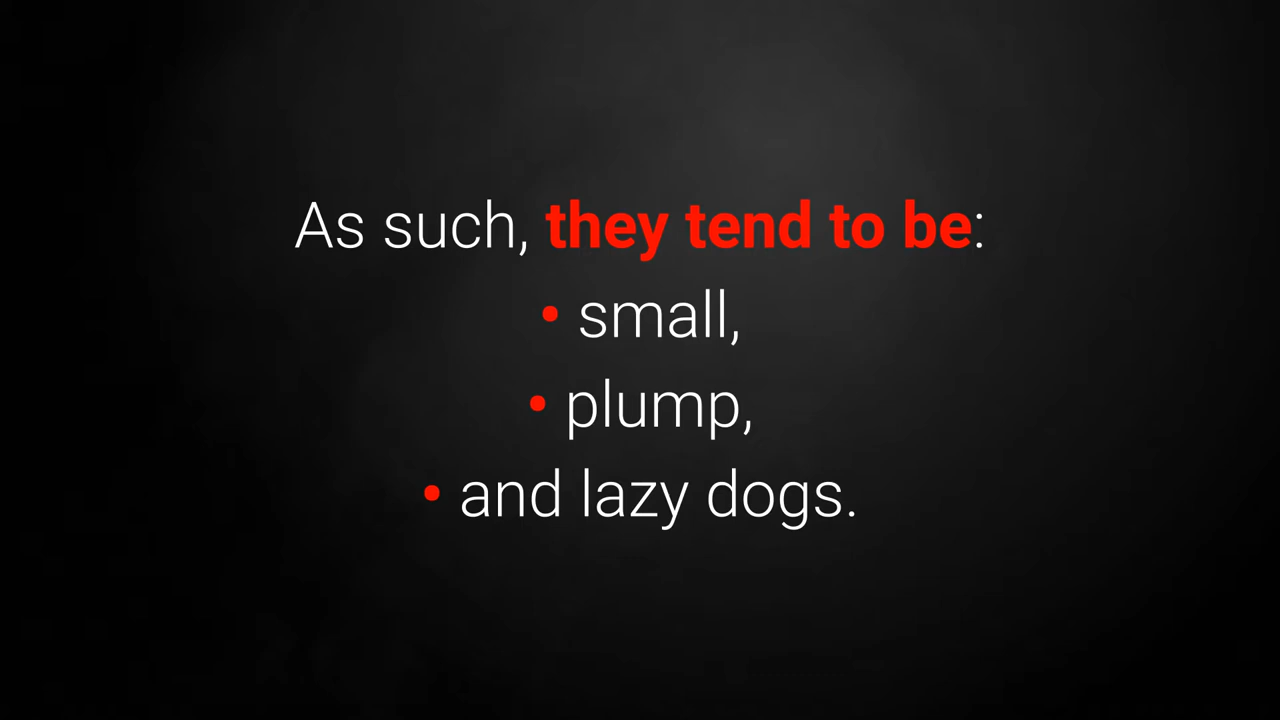 As such, they tend to be:
• small,
• plump,
• and lazy dogs.